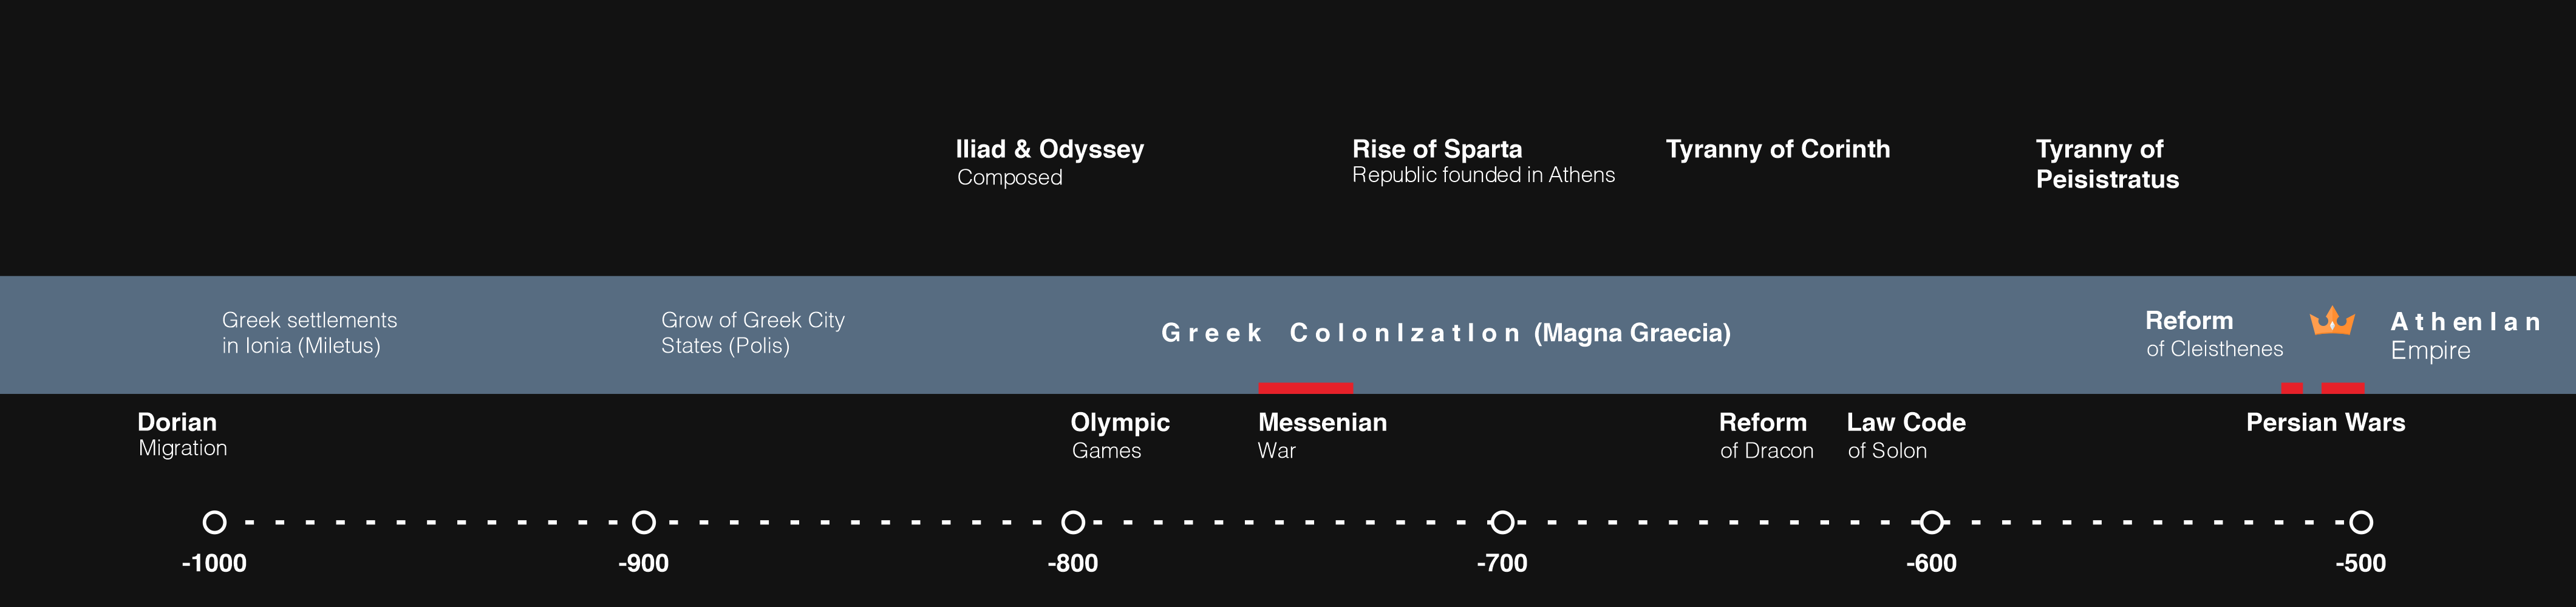 Iliad & Odyssey
Composed
Rise of Sparta
Republic founded in Athens
Tyranny of Corinth
Tyranny of
Peisistratus
Greek settlements
in Ionia (Miletus)
Grow of Greek City
States (Polis)
Greek ColonIzatIon (Magna Graecia)
Reform
of Cleisthenes
AthenIan
Empire
Dorian
Migration
Olympic
Games
Messenian
War
Reform
of Dracon
Law Code
of Solon
Persian Wars
-1000
-900
-800
-700
-600
-500